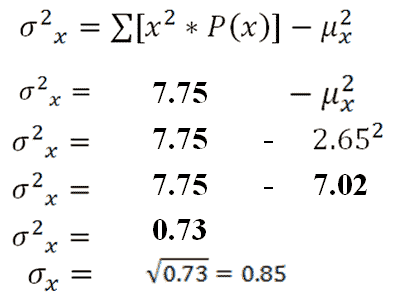 σ²ₓ = ∑[x² * P(x)] − μ²ₓ
σ²ₓ = 7.75 − μ²ₓ
σ²ₓ = 7.75 - 2.65²
σ²ₓ = 7.75 - 7.02
σ²ₓ = 0.73
σₓ = √0.73 = 0.85